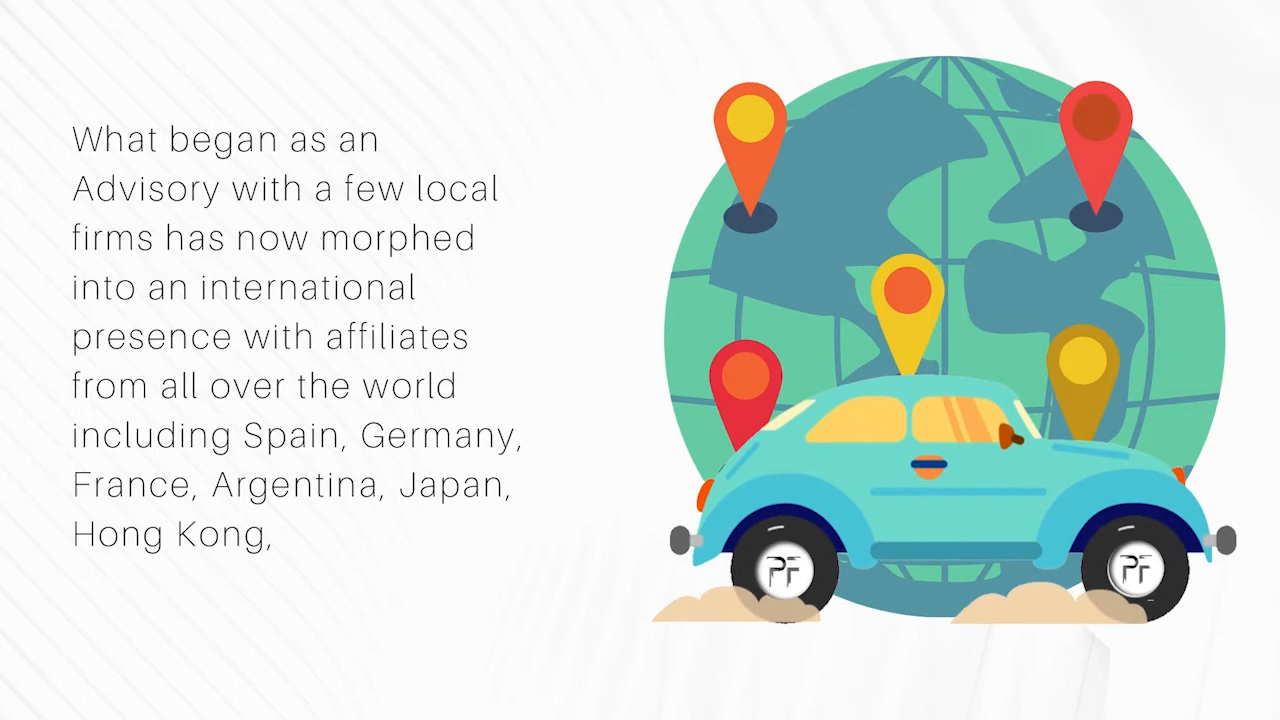 What began as an
Advisory with a few local
firms has now morphed
into an international
presence with affiliates
from all over the world
including Spain, Germany,
France, Argentina, Japan,
Hong Kong,
PF
PF